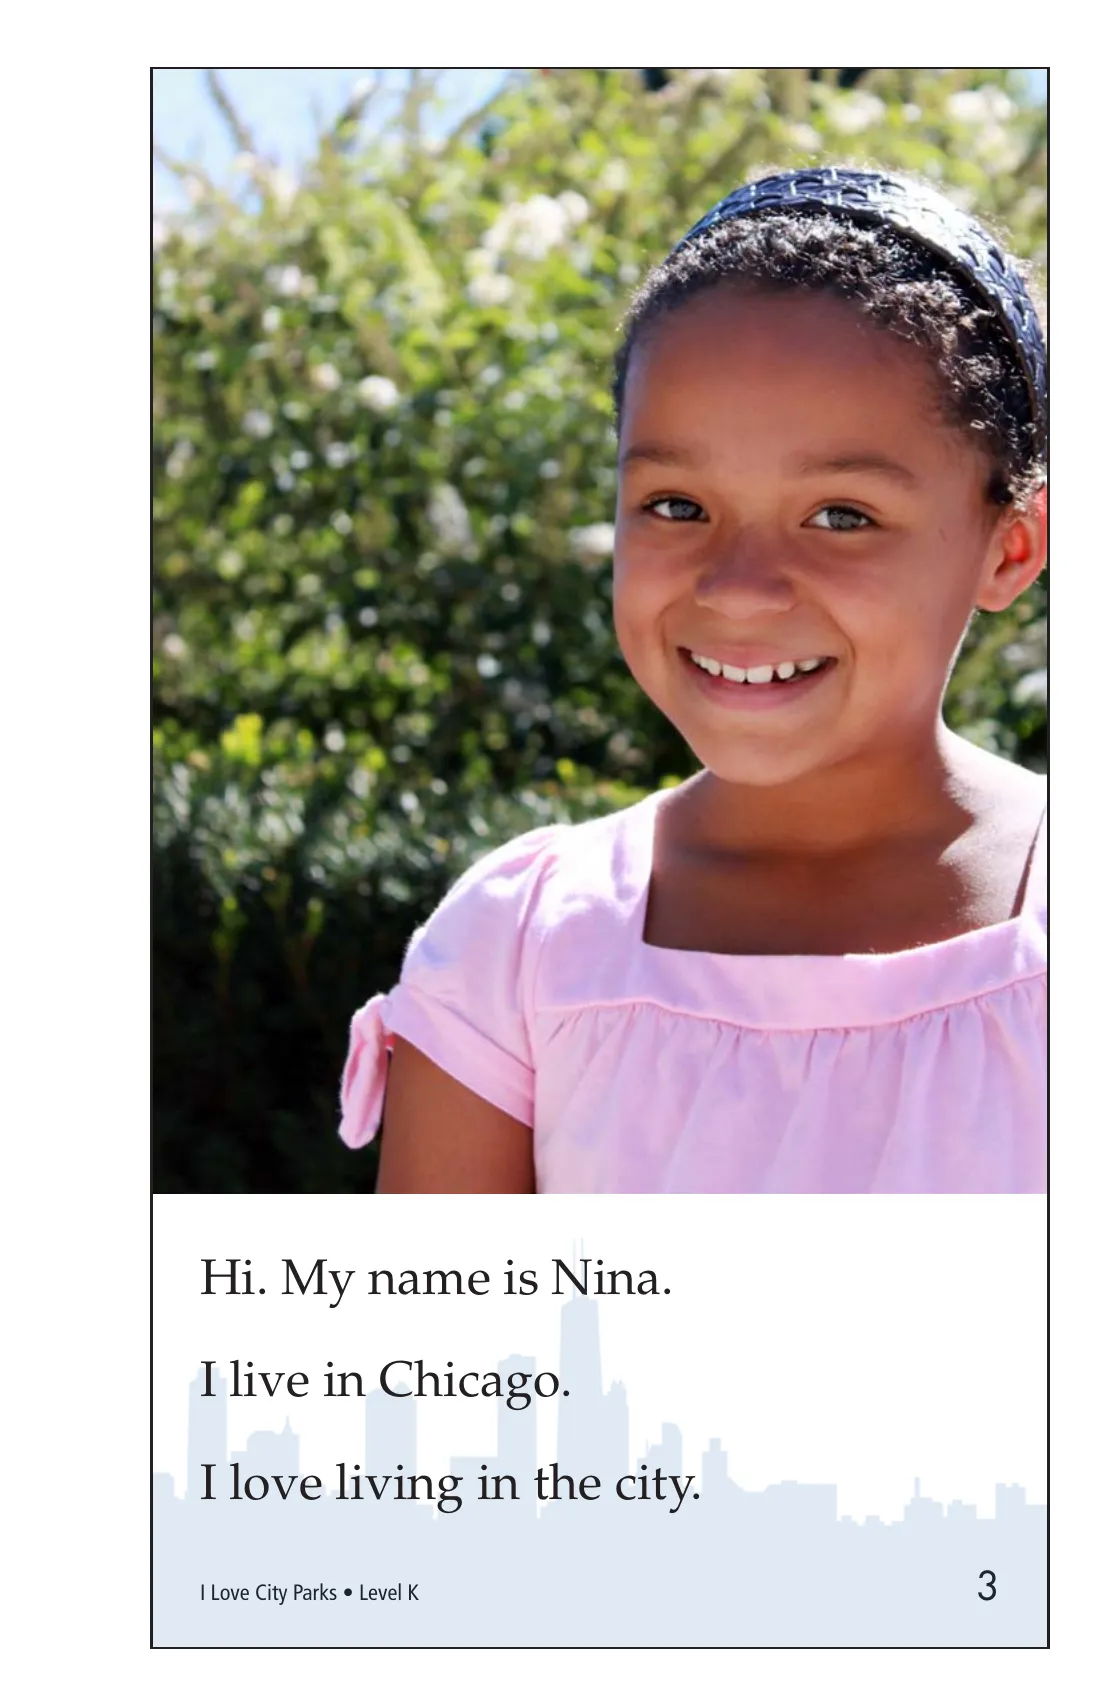 Hi. My name is Nina.
I live in Chicago.
I love living in the city.
I Love City Parks • Level K
3